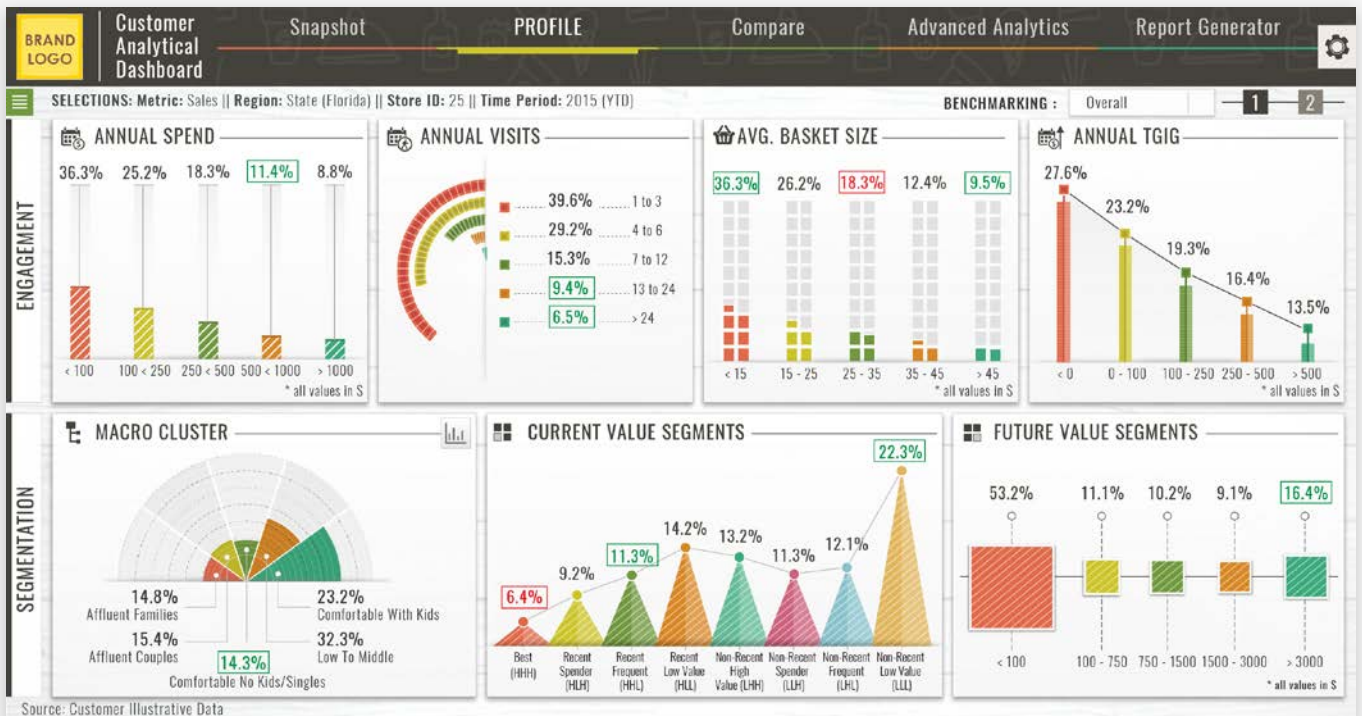 BRAND
LOGO
Customer
Analytical
Dashboard
Snapshot
PROFILE
Compare
Advanced Analytics
Report Generator
SELECTIONS: Metric: Sales || Region: State (Florida) || Store ID: 25 || Time Period: 2015 (YTD)
BENCHMARKING : Overall 1 2
ENGAGEMENT
ANNUAL SPEND
36.3% 25.2% 18.3% 11.4% 8.8%
< 100 100 < 250 250 < 500 500 < 1000 > 1000
* all values in $
ANNUAL VISITS
39.6% 1 to 3
29.2% 4 to 6
15.3% 7 to 12
9.4% 13 to 24
6.5% > 24
AVG. BASKET SIZE
36.3% 26.2% 18.3% 12.4% 9.5%
< 15 15 - 25 25 - 35 35 - 45 > 45
* all values in $
ANNUAL TGIG
27.6%
23.2%
19.3%
16.4%
13.5%
< 0 0 - 100 100 - 250 250 - 500 > 500
* all values in $
SEGMENTATION
MACRO CLUSTER
14.8%
Affluent Families
23.2%
Comfortable With Kids
15.4%
Affluent Couples
32.3%
Low To Middle
14.3%
Comfortable No Kids/Singles
CURRENT VALUE SEGMENTS
6.4%
9.2%
11.3%
14.2%
13.2%
11.3%
12.1%
22.3%
Best
(HHH)
Recent
Spender
(HLH)
Recent
Frequent
(HHL)
Recent
Low Value
(HLL)
Non-Recent
High
Value (LHH)
Non-Recent
Spender
(LLH)
Non-Recent
Frequent
(LHL)
Non-Recent
Low Value
(LLL)
FUTURE VALUE SEGMENTS
53.2% 11.1% 10.2% 9.1% 16.4%
< 100 100 - 750 750 - 1500 1500 - 3000 > 3000
* all values in $
Source: Customer Illustrative Data